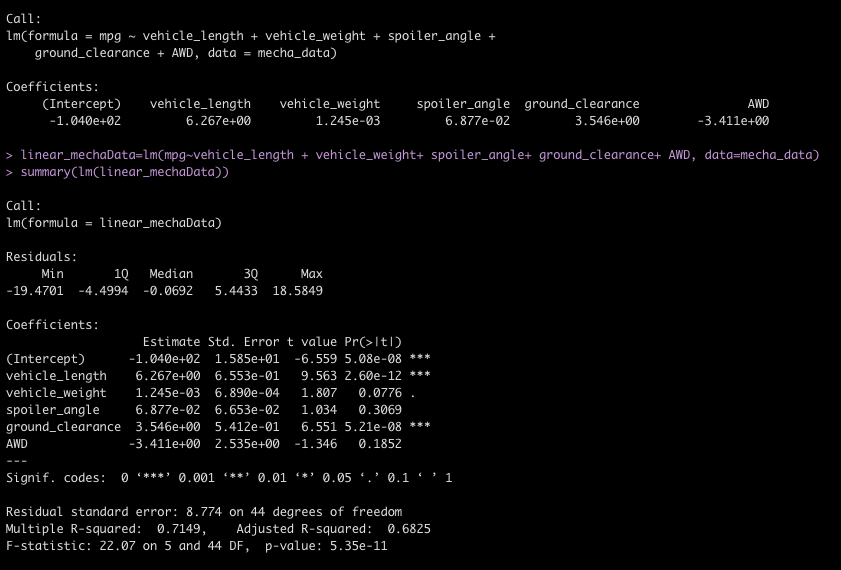 Call:
lm(formula = mpg ~ vehicle_length + vehicle_weight + spoiler_angle +
    ground_clearance + AWD, data = mecha_data)

Coefficients:
     (Intercept)    vehicle_length    vehicle_weight     spoiler_angle  ground_clearance               AWD
      -1.040e+02         6.267e+00         1.245e-03         6.877e-02         3.546e+00        -3.411e+00

> linear_mechaData=lm(mpg~vehicle_length + vehicle_weight+ spoiler_angle+ ground_clearance+ AWD, data=mecha_data)
> summary(lm(linear_mechaData))

Call:
lm(formula = linear_mechaData)

Residuals:
     Min       1Q   Median       3Q      Max
-19.4701  -4.4994  -0.0692   5.4433  18.5849

Coefficients:
                   Estimate Std. Error t value Pr(>|t|)
(Intercept)      -1.040e+02  1.585e+01  -6.559 5.08e-08 ***
vehicle_length    6.267e+00  6.553e-01   9.563 2.60e-12 ***
vehicle_weight    1.245e-03  6.890e-04   1.807   0.0776 .
spoiler_angle     6.877e-02  6.653e-02   1.034   0.3069
ground_clearance  3.546e+00  5.412e-01   6.551 5.21e-08 ***
AWD              -3.411e+00  2.535e+00  -1.346   0.1852
---
Signif. codes:  0 ‘***’ 0.001 ‘**’ 0.01 ‘*’ 0.05 ‘.’ 0.1 ‘ ’ 1

Residual standard error: 8.774 on 44 degrees of freedom
Multiple R-squared:  0.7149,    Adjusted R-squared:  0.6825
F-statistic: 22.07 on 5 and 44 DF,  p-value: 5.35e-11